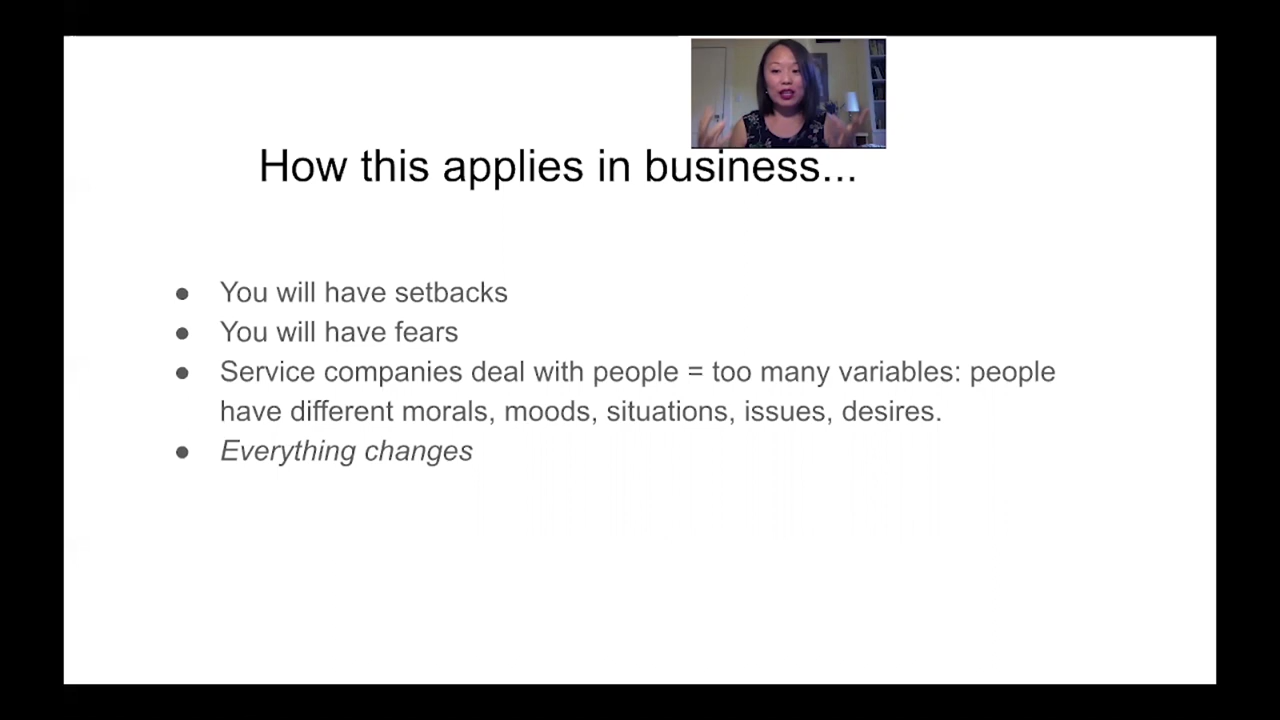 How this applies in business...
● You will have setbacks
● You will have fears
● Service companies deal with people = too many variables: people
have different morals, moods, situations, issues, desires.
● Everything changes